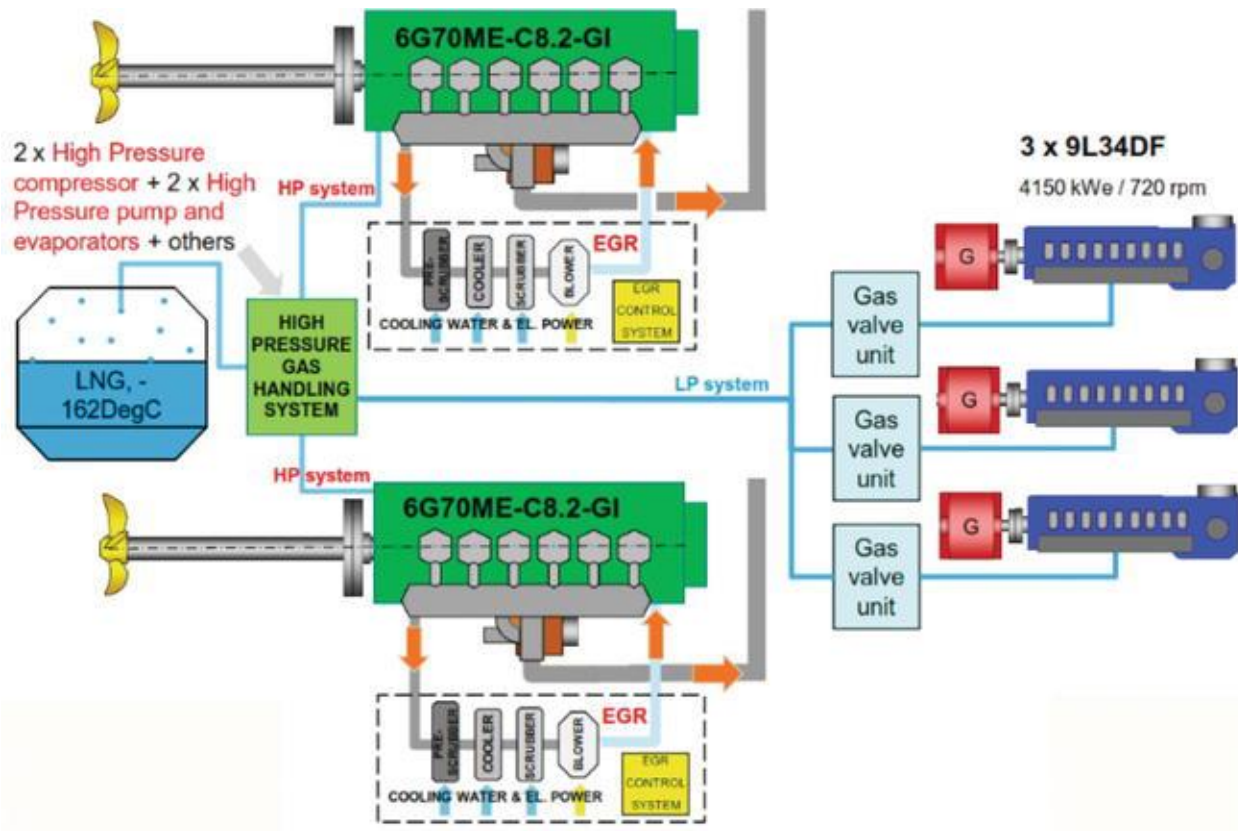 6G70ME-C8.2-GI
2 x High Pressure
compressor + 2 x High
Pressure pump and
evaporators + others
HP system
EGR
PRE-
SCRUBBER
COOLER
SCRUBBER
BLOWER
COOLING WATER & EL. POWER
EGR
CONTROL
SYSTEM
HIGH
PRESSURE
GAS
HANDLING
SYSTEM
LNG, -
162DegC
LP system
HP system
3 x 9L34DF
4150 kWe / 720 rpm
G
Gas
valve
unit
G
Gas
valve
unit
G
Gas
valve
unit
6G70ME-C8.2-GI
EGR
PRE-
SCRUBBER
COOLER
SCRUBBER
BLOWER
COOLING WATER & EL. POWER
EGR
CONTROL
SYSTEM